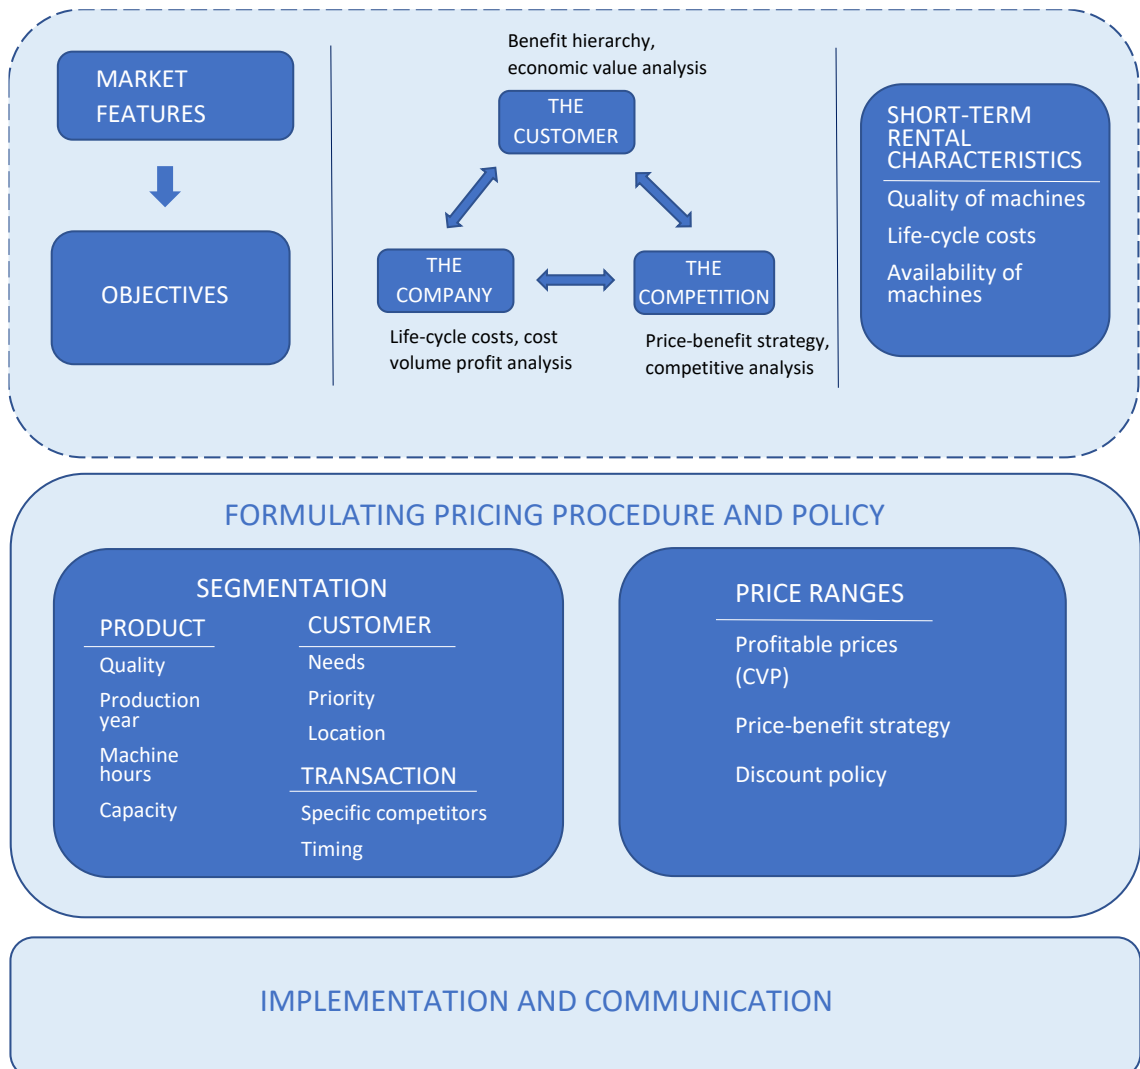 MARKET
FEATURES
OBJECTIVES
Benefit hierarchy,
economic value analysis
THE
CUSTOMER
THE
COMPANY
THE
COMPETITION
Life-cycle costs, cost
volume profit analysis
Price-benefit strategy,
competitive analysis
SHORT-TERM
RENTAL
CHARACTERISTICS
Quality of machines
Life-cycle costs
Availability of
machines
FORMULATING PRICING PROCEDURE AND POLICY
SEGMENTATION
PRODUCT
Quality
Production
year
Machine
hours
Capacity
CUSTOMER
Needs
Priority
Location
TRANSACTION
Specific competitors
Timing
PRICE RANGES
Profitable prices
(CVP)
Price-benefit strategy
Discount policy
IMPLEMENTATION AND COMMUNICATION